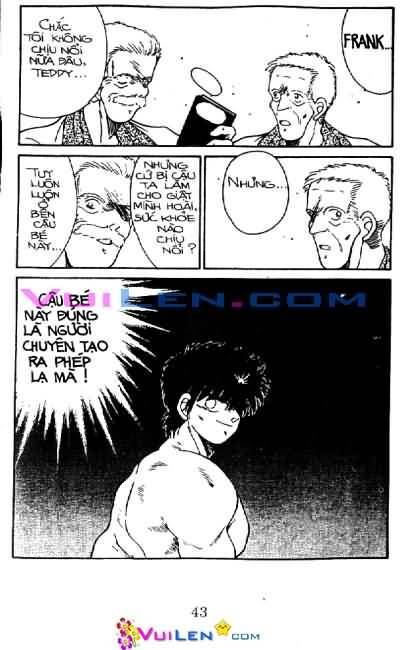 CHẮC
TÔI KHÔNG
CHỊU NỔI
NỮA ĐÂU,
TEDDY...
FRANK...
TUY
LUÔN
LUÔN
Ở
BÊN
CẬU
BÉ
NÀY...
NHƯNG
CỨ BỊ CẬU
TA LÀM
CHO GIẬT
MÌNH HOÀI,
SỨC KHỎE
NÀO
CHỊU
NỔI ?
NHƯNG...
VUILEN.COM
CẬU BÉ
NÀY ĐÚNG
LÀ NGƯỜI
CHUYÊN TẠO
RA PHÉP
LẠ MÀ !
43
VUILEN.COM